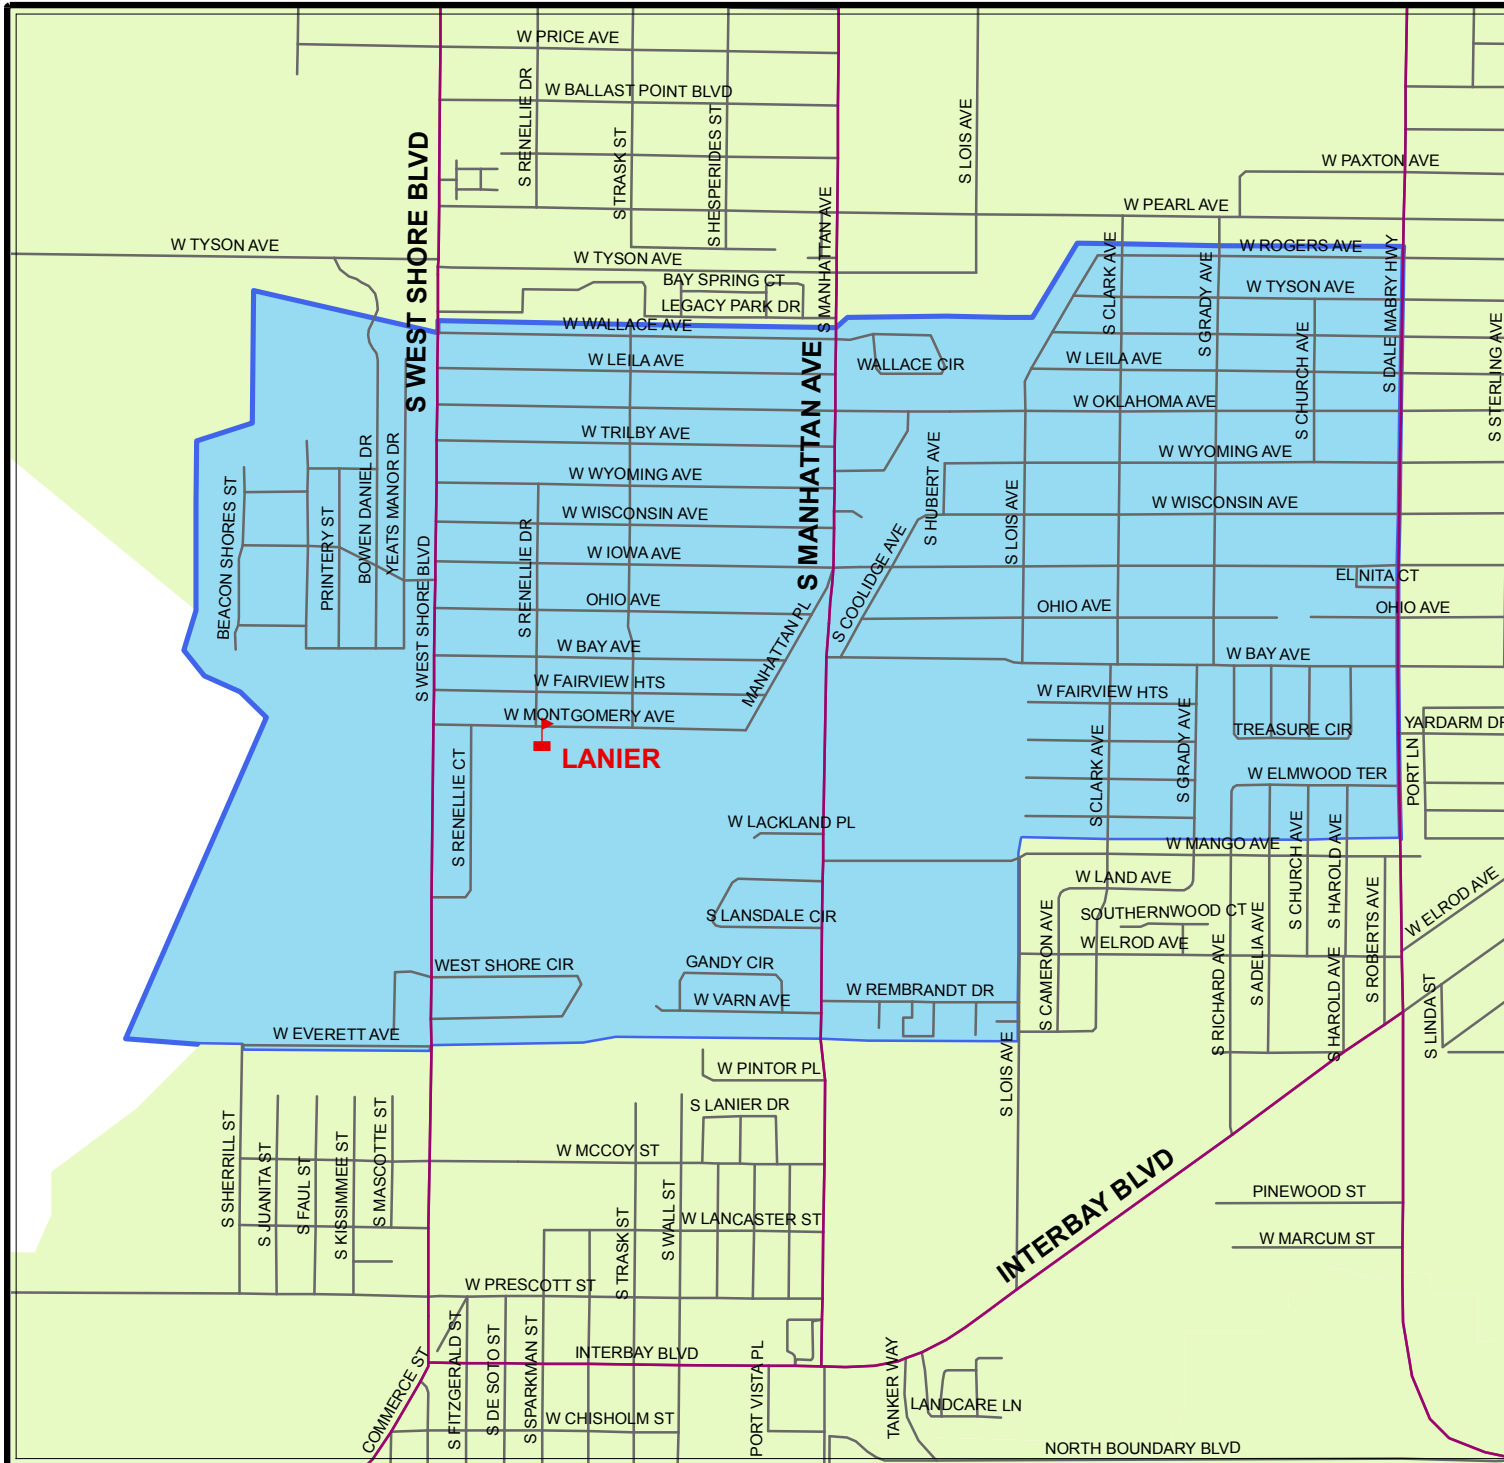 W PRICE AVE
W BALLAST POINT BLVD
S RENELLIE DR
S TRASK ST
S HESPERIDES ST
S LOIS AVE
W PAXTON AVE
W PEARL AVE
S WEST SHORE BLVD
S MANHATTAN AVE
W TYSON AVE
W TYSON AVE
W ROGERS AVE
BAY SPRING CT
LEGACY PARK DR
W TYSON AVE
S CLARK AVE
S GRADY AVE
S DALE MABRY HWY
S CHURCH AVE
S STERLING AVE
W WALLACE AVE
W LEILA AVE
WALLACE CIR
W LEILA AVE
W OKLAHOMA AVE
S MANHATTAN AVE
W TRILBY AVE
W WYOMING AVE
W WYOMING AVE
W WISCONSIN AVE
W WISCONSIN AVE
BEACON SHORES ST
PRINTERY ST
BOWEN DANIEL DR
YEATS MANOR DR
S WEST SHORE BLVD
S RENELLIE DR
W IOWA AVE
S HUBERT AVE
S COOLIDGE AVE
S LOIS AVE
EL NITA CT
OHIO AVE
OHIO AVE
OHIO AVE
MANHATTAN PL
W BAY AVE
W BAY AVE
W FAIRVIEW HTS
W FAIRVIEW HTS
W MONTGOMERY AVE
TREASURE CIR
YARDARM DR
LANIER
S RENELLIE CT
S CLARK AVE
S GRADY AVE
W ELMWOOD TER
PORT LN
W LACKLAND PL
W MANGO AVE
S CHURCH AVE
S HAROLD AVE
W LAND AVE
S ROBERTS AVE
W ELROD AVE
S LANSDALE CIR
SOUTHERNWOOD CT
W ELROD AVE
S CAMERON AVE
S RICHARD AVE
S ADELIA AVE
S HAROLD AVE
S LINDA ST
WEST SHORE CIR
GANDY CIR
W VARN AVE
W REMBRANDT DR
W EVERETT AVE
S LOIS AVE
W PINTOR PL
S LANIER DR
W MCCOY ST
S SHERRILL ST
S JUANITA ST
S FAUL ST
S KISSIMMEE ST
S MASCOTTE ST
S TRASK ST
S WALL ST
W LANCASTER ST
INTERBAY BLVD
PINEWOOD ST
W MARCUM ST
W PRESCOTT ST
COMMERCE ST
S FITZGERALD ST
S DE SOTO ST
S SPARKMAN ST
INTERBAY BLVD
PORT VISTA PL
TANKER WAY
LANDCARE LN
W CHISHOLM ST
NORTH BOUNDARY BLVD